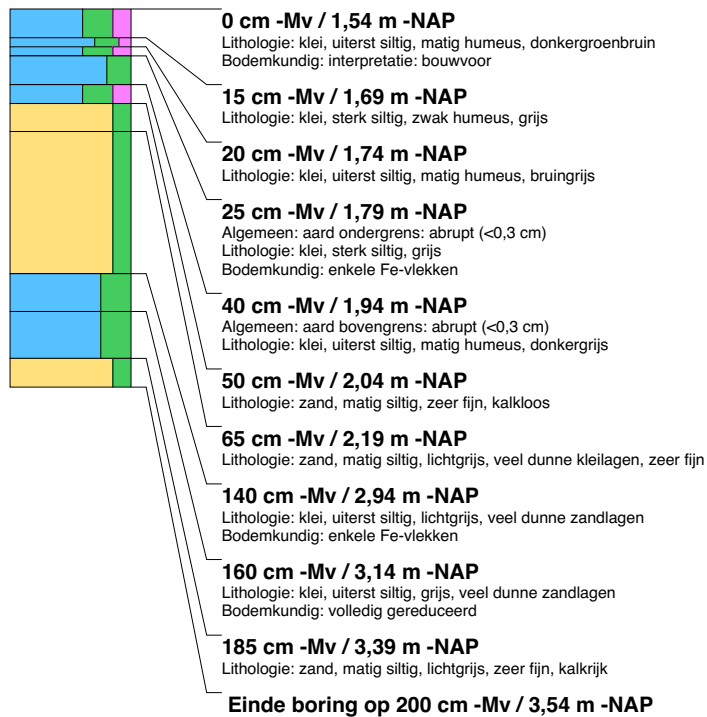 0 cm -Mv / 1,54 m -NAP
Lithologie: klei, uiterst siltig, matig humeus, donkergroenbruin
Bodemkundig: interpretatie: bouwvoor
15 cm -Mv / 1,69 m -NAP
Lithologie: klei, sterk siltig, zwak humeus, grijs
20 cm -Mv / 1,74 m -NAP
Lithologie: klei, uiterst siltig, matig humeus, bruingrijs
25 cm -Mv / 1,79 m -NAP
Algemeen: aard ondergrens: abrupt (<0,3 cm)
Lithologie: klei, sterk siltig, grijs
Bodemkundig: enkele Fe-vlekken
40 cm -Mv / 1,94 m -NAP
Algemeen: aard bovengrens: abrupt (<0,3 cm)
Lithologie: klei, uiterst siltig, matig humeus, donkergrijs
50 cm -Mv / 2,04 m -NAP
Lithologie: zand, matig siltig, zeer fijn, kalkloos
65 cm -Mv / 2,19 m -NAP
Lithologie: zand, matig siltig, lichtgrijs, veel dunne kleilagen, zeer fijn
140 cm -Mv / 2,94 m -NAP
Lithologie: klei, uiterst siltig, lichtgrijs, veel dunne zandlagen
Bodemkundig: enkele Fe-vlekken
160 cm -Mv / 3,14 m -NAP
Lithologie: klei, uiterst siltig, grijs, veel dunne zandlagen
Bodemkundig: volledig gereduceerd
185 cm -Mv / 3,39 m -NAP
Lithologie: zand, matig siltig, lichtgrijs, zeer fijn, kalkrijk
Einde boring op 200 cm -Mv / 3,54 m -NAP